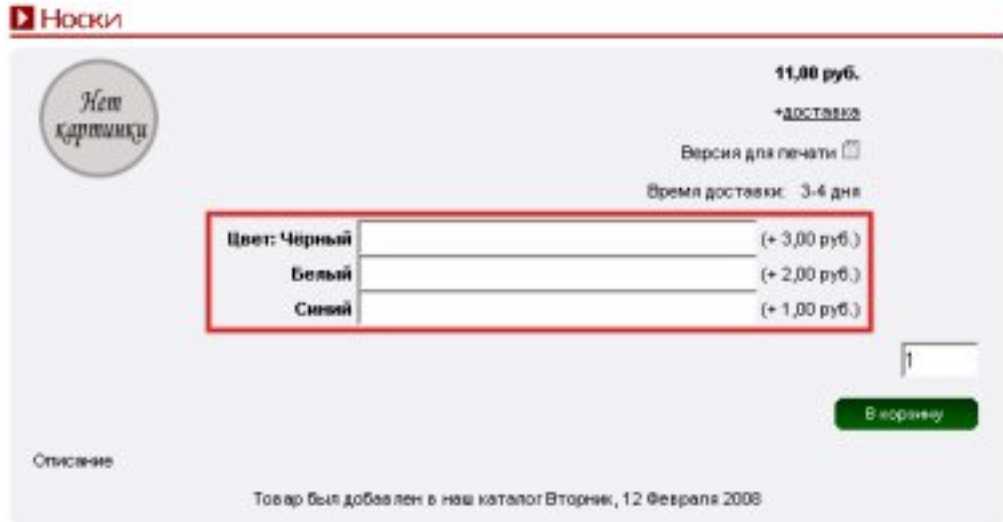 Носки
Нет
картинки
11,00 руб.
+доставка
Версия для печати
Время доставки: 3-4 дня
Цвет: Чёрный (+ 3,00 руб.)
Белый (+ 2,00 руб.)
Синий (+ 1,00 руб.)
1
В корзину
Описание
Товар был добавлен в наш каталог Вторник, 12 Февраля 2008